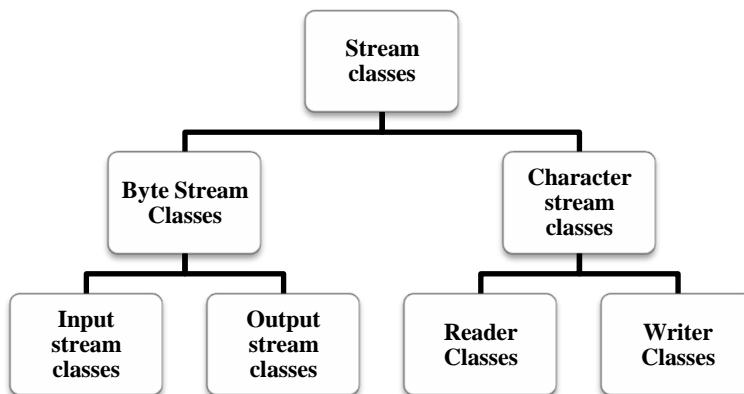 Stream
classes
Byte Stream
Classes
Character
stream
classes
Input
stream
classes
Output
stream
classes
Reader
Classes
Writer
Classes